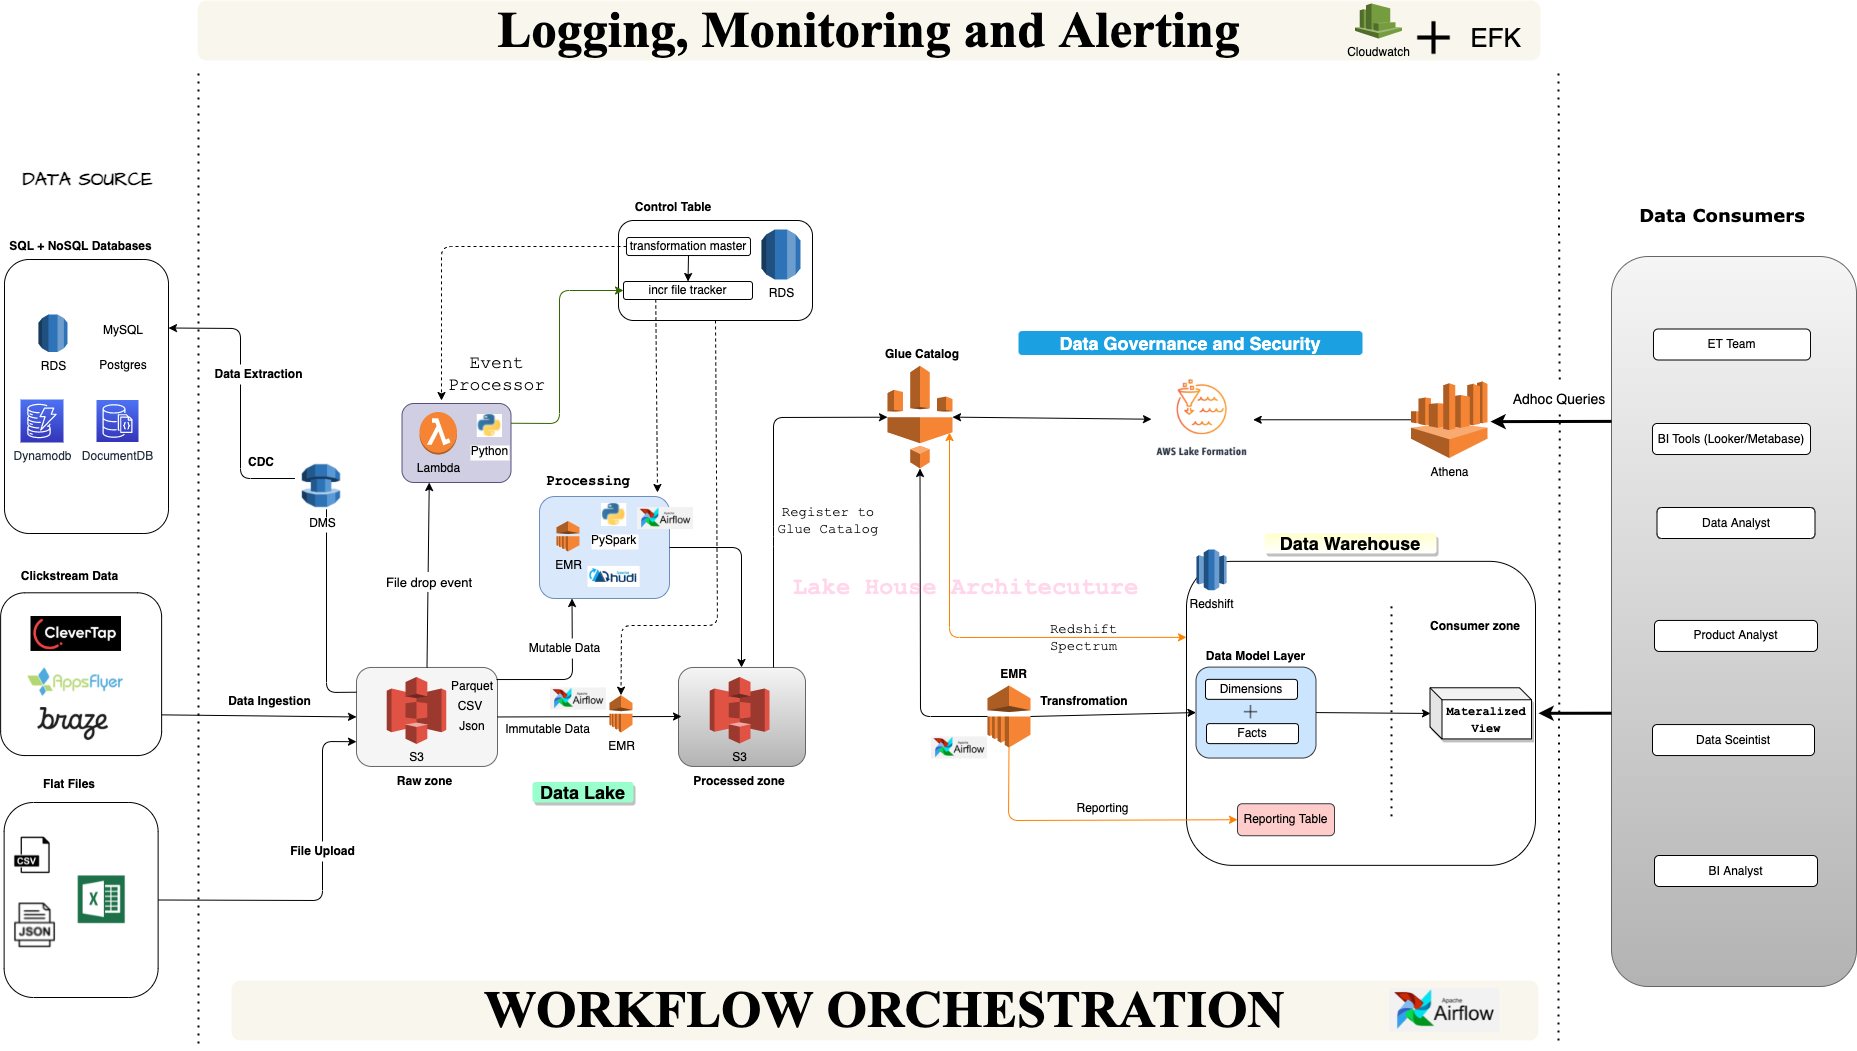 Logging, Monitoring and Alerting
Cloudwatch
EFK
DATA SOURCE
SQL + NoSQL Databases
RDS
MySQL
Postgres
Dynamodb
DocumentDB
Data Extraction
CDC
DMS
Clickstream Data
CleverTap
AppsFlyer
braze
Data Ingestion
Flat Files
CSV
JSON
X
File Upload
Control Table
transformation master
incr file tracker
RDS
Event
Processor
Lambda
Python
File drop event
Processing
PySpark
Apache
Airflow
EMR
Apache
hudi
Mutable Data
Parquet
CSV
Json
S3
Raw zone
Apache
Airflow
Immutable Data
EMR
S3
Processed zone
Data Lake
Register to
Glue Catalog
Glue Catalog
Data Governance and Security
AWS Lake Formation
Athena
Adhoc Queries
Lake House Architecuture
Redshift
Spectrum
EMR
Transfromation
Apache
Airflow
Reporting
Data Warehouse
Redshift
Data Model Layer
Dimensions
+
Facts
Consumer zone
Materalized
View
Reporting Table
Data Consumers
ET Team
BI Tools (Looker/Metabase)
Data Analyst
Product Analyst
Data Sceintist
BI Analyst
WORKFLOW ORCHESTRATION
Apache
Airflow